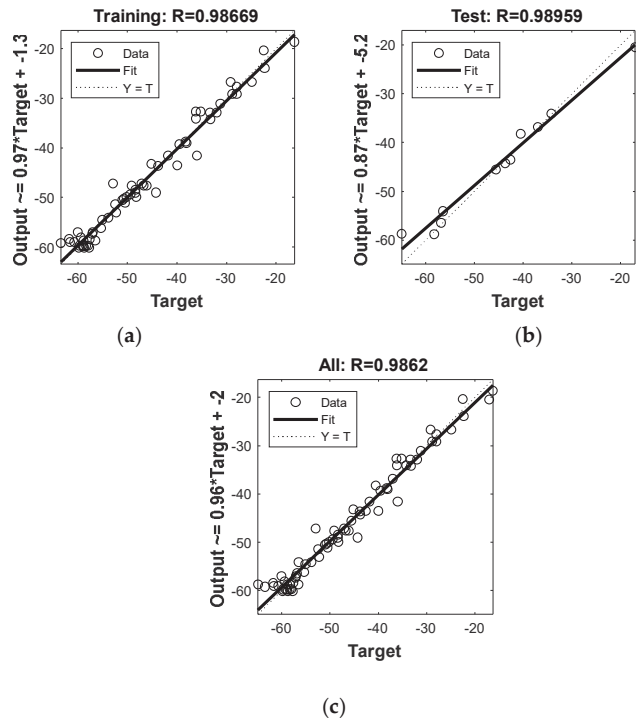 Training: R=0.98669
Output ~= 0.97*Target + -1.3
Data
Fit
Y = T
-20
-30
-40
-50
-60
-60 -50 -40 -30 -20
Target
(a)
Test: R=0.98959
Output ~= 0.87*Target + -5.2
Data
Fit
Y = T
-20
-30
-40
-50
-60
-60 -50 -40 -30 -20
Target
(b)
All: R=0.9862
Output ~= 0.96*Target + -2
Data
Fit
Y = T
-20
-30
-40
-50
-60
-60 -50 -40 -30 -20
Target
(c)